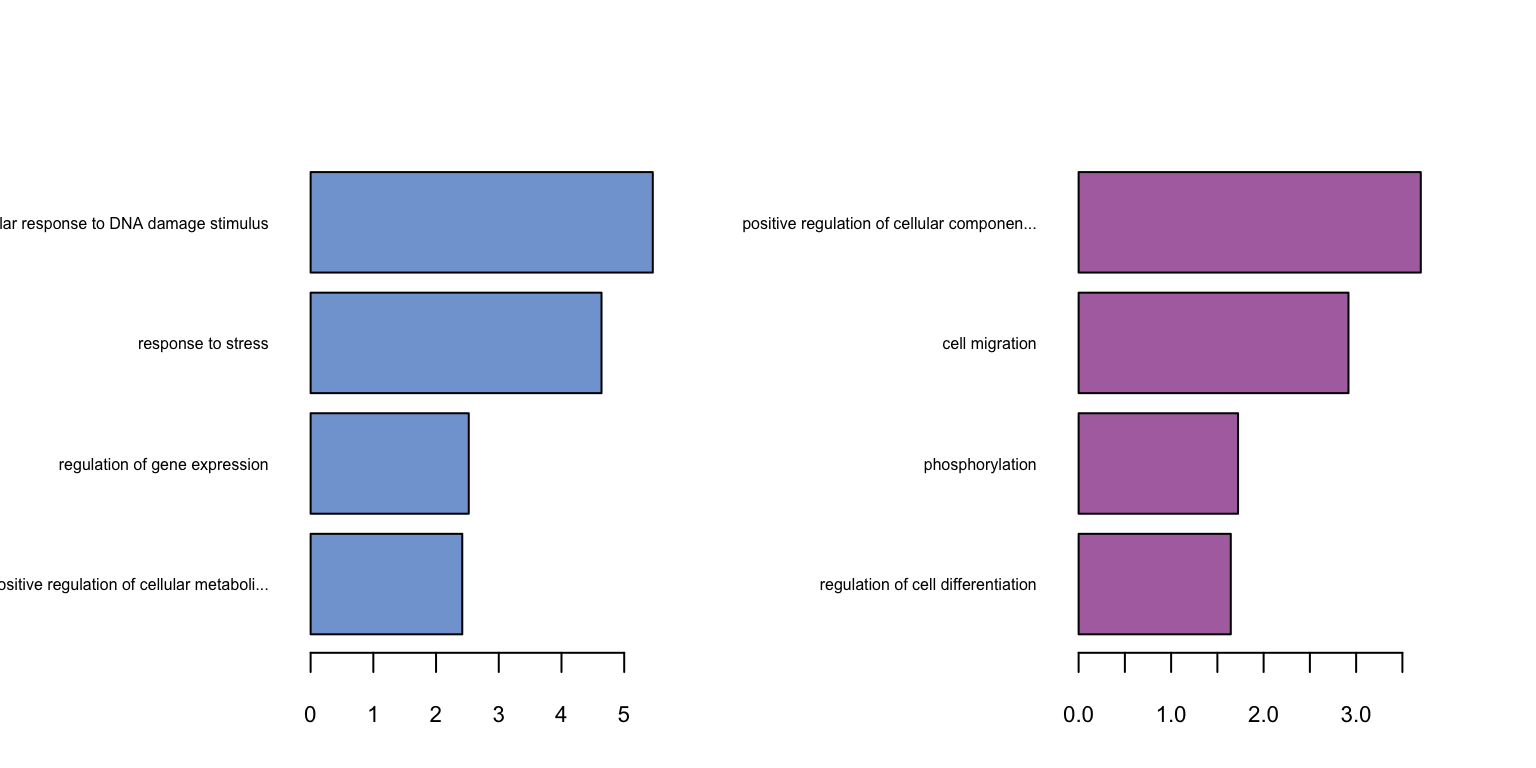 lar response to DNA damage stimulus
response to stress
regulation of gene expression
ositive regulation of cellular metaboli...
0 1 2 3 4 5
positive regulation of cellular componen...
cell migration
phosphorylation
regulation of cell differentiation
0.0 1.0 2.0 3.0